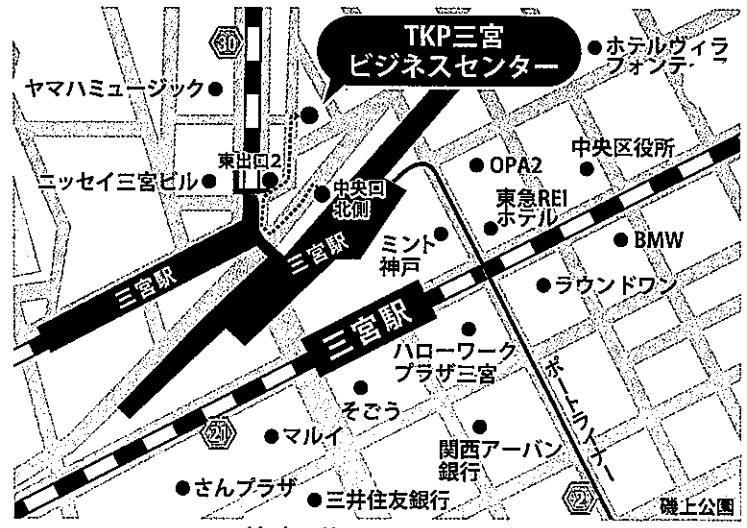 30
TKP三宮
ビジネスセンター
ホテルヴィラ
フォンテーヌ
ヤマハミュージック
東出口2
ニッセイ三宮ビル
中央口
北側
OPA2
中央区役所
東急REI
ホテル
ミント
神戸
BMW
三宮駅
三宮駅
ラウンドワン
三宮駅
ハローワーク
プラザ三宮
ポートライナー
そごう
21
マルイ
関西アーバン
銀行
さんプラザ
三井住友銀行
2
磯上公園